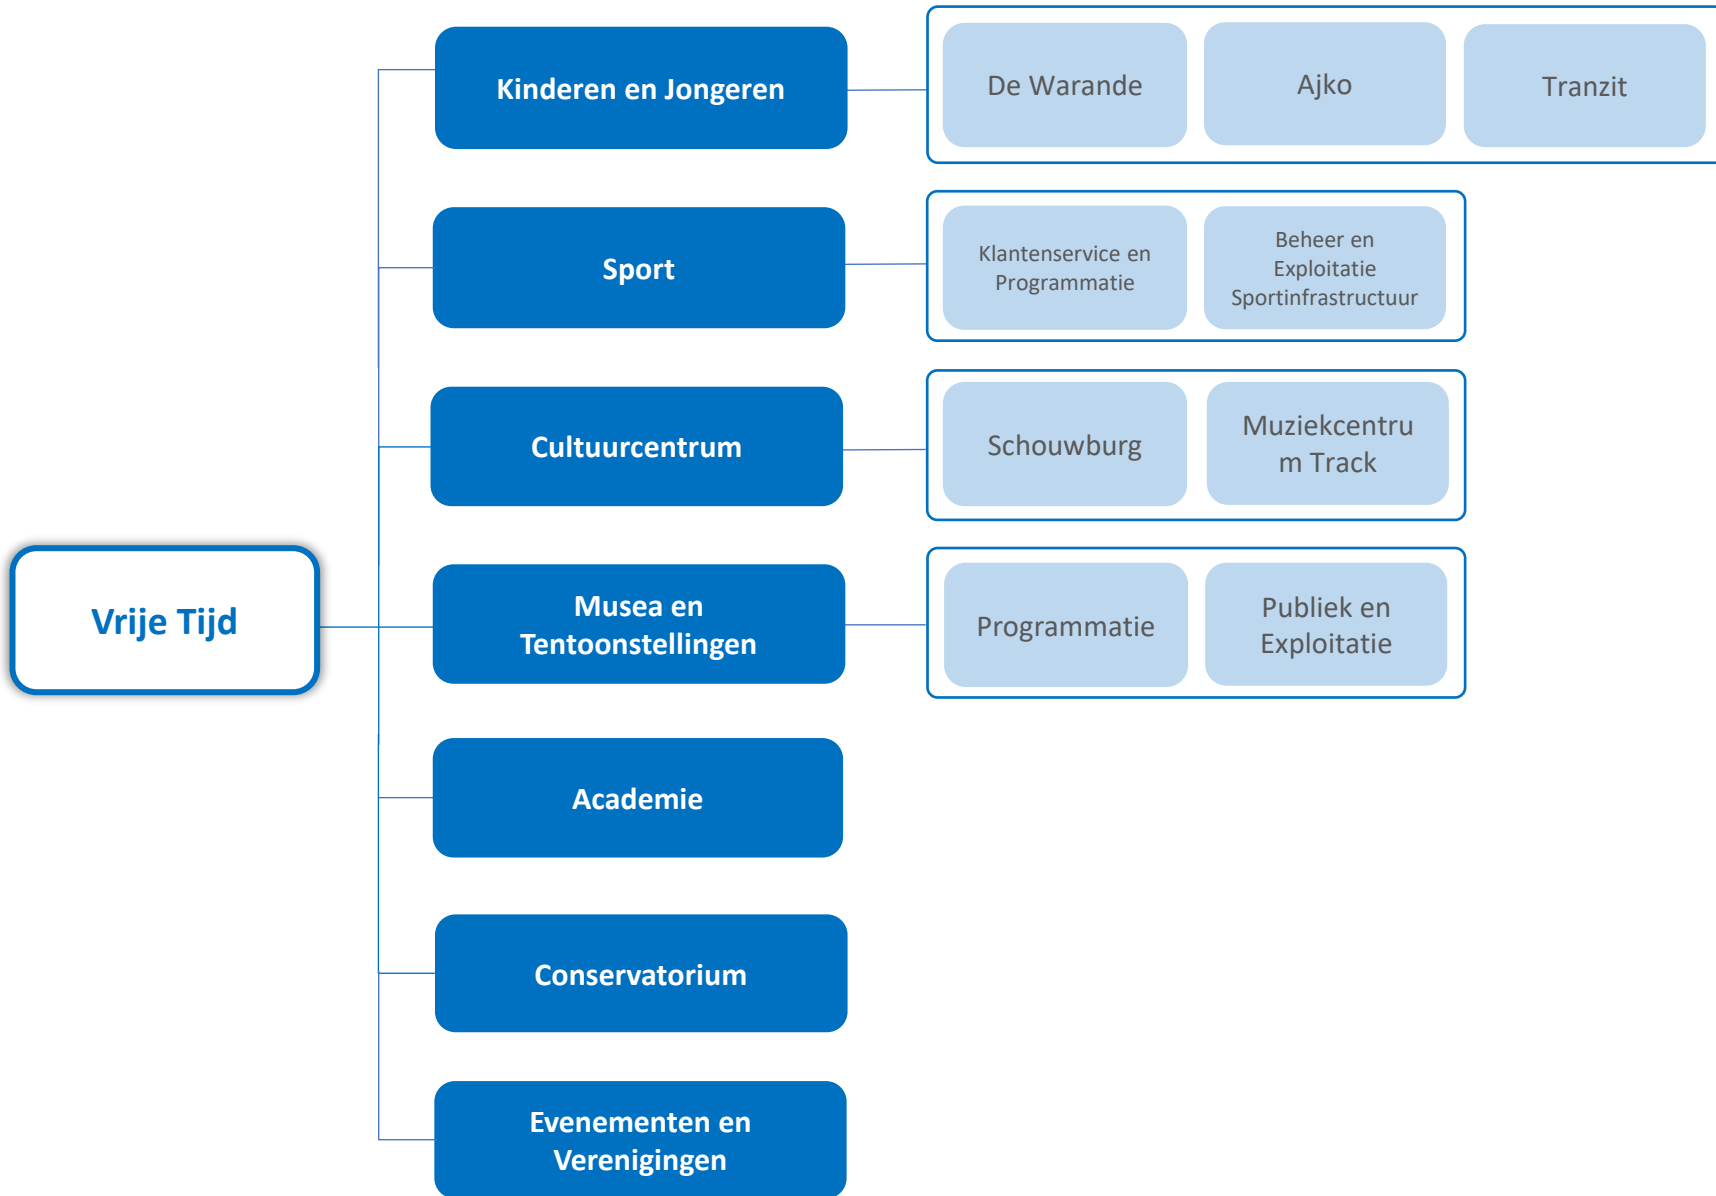 Kinderen en Jongeren
De Warande
Ajko
Tranzit
Sport
Klantenservice en
Programmatie
Beheer en
Exploitatie
Sportinfrastructuur
Cultuurcentrum
Schouwburg
Muziekcentru
m Track
Vrije Tijd
Musea en
Tentoonstellingen
Programmatie
Publiek en
Exploitatie
Academie
Conservatorium
Evenementen en
Verenigingen